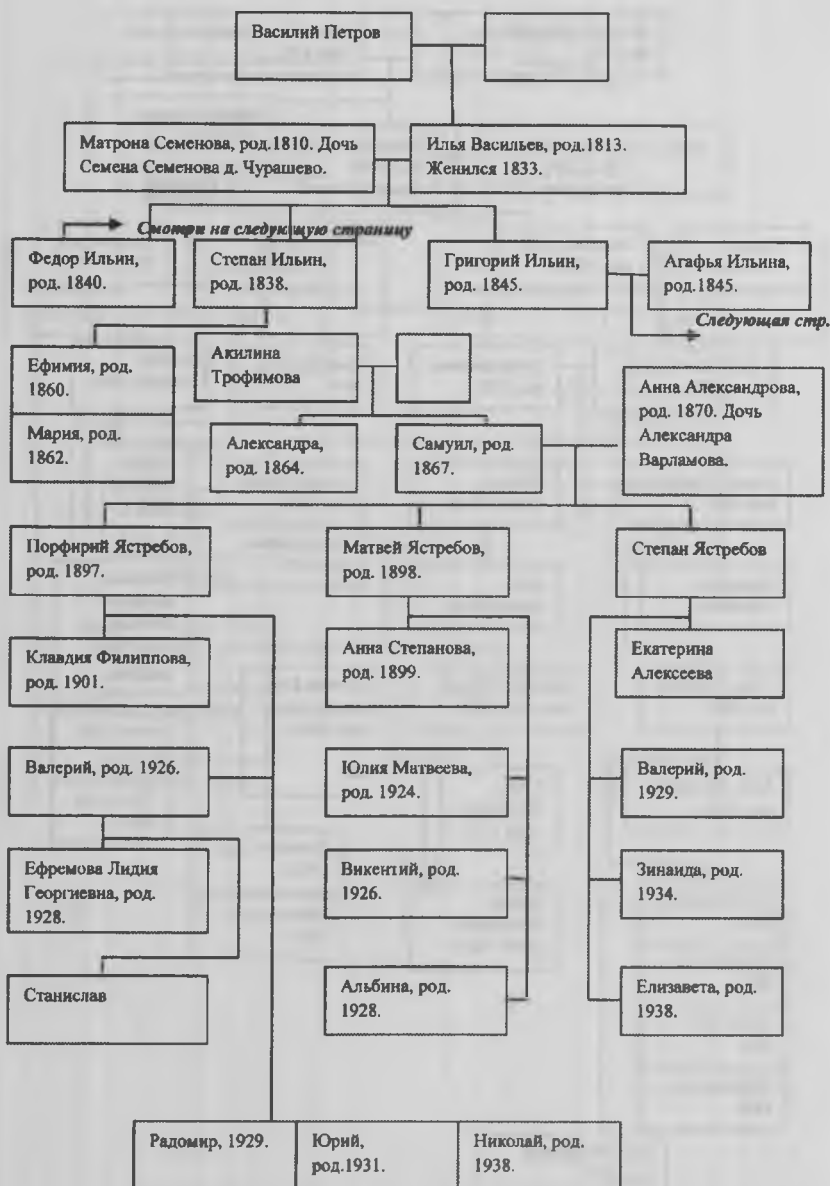 Василий Петров
Матрона Семенова, род.1810. Дочь
Семена Семенова д. Чурашево.
Илья Васильев, род.1813.
Женился 1833.
Смотри на следующую страницу
Федор Ильин,
род. 1840.
Степан Ильин,
род. 1838.
Григорий Ильин,
род. 1845.
Агафья Ильина,
род.1845.
Следующая стр.
Ефимия, род.
1860.
Мария, род.
1862.
Акилина
Трофимова
Анна Александрова,
род. 1870. Дочь
Александра
Варламова.
Александра,
род. 1864.
Самуил, род.
1867.
Порфирий Ястребов,
род. 1897.
Матвей Ястребов,
род. 1898.
Степан Ястребов
Клавдия Филиппова,
род. 1901.
Анна Степанова,
род. 1899.
Екатерина
Алексеева
Валерий, род. 1926.
Юлия Матвеева,
род. 1924.
Валерий, род.
1929.
Ефремова Лидия
Георгиевна, род.
1928.
Викентий, род.
1926.
Зинаида, род.
1934.
Станислав
Альбина, род.
1928.
Елизавета, род.
1938.
Радомир, 1929.
Юрий,
род.1931.
Николай, род.
1938.